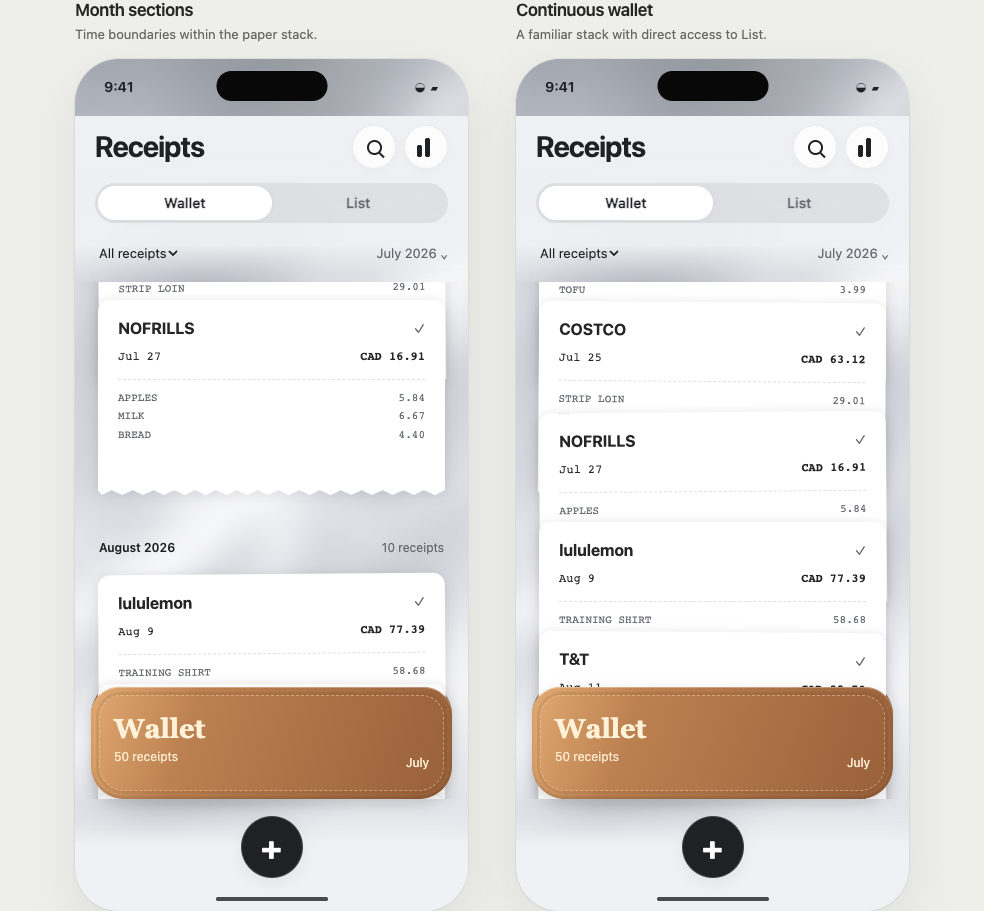 Month sections
Time boundaries within the paper stack.
9:41
Receipts
Wallet List
All receipts July 2026
STRIP LOIN 29.01
NOFRILLS
Jul 27 CAD 16.91
APPLES 5.84
MILK 6.67
BREAD 4.40
August 2026 10 receipts
lululemon
Aug 9 CAD 77.39
TRAINING SHIRT 58.68
Wallet
50 receipts
July
Continuous wallet
A familiar stack with direct access to List.
9:41
Receipts
Wallet List
All receipts July 2026
TOFU 3.99
COSTCO
Jul 25 CAD 63.12
STRIP LOIN 29.01
NOFRILLS
Jul 27 CAD 16.91
APPLES 5.84
lululemon
Aug 9 CAD 77.39
TRAINING SHIRT 58.68
T&T
Aug 11
Wallet
50 receipts
July